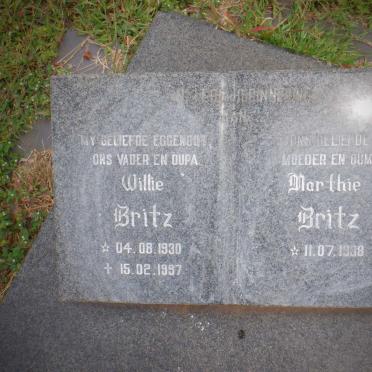 MY GELIEFDE EGGENOOT,
ONS VADER EN OUPA
Willie
Britz
☆ 04.08.1930
✝ 15.02.1997
ONS GELIEFDE
MOEDER EN OUM
Marthie
Britz
☆ 11.07.1938